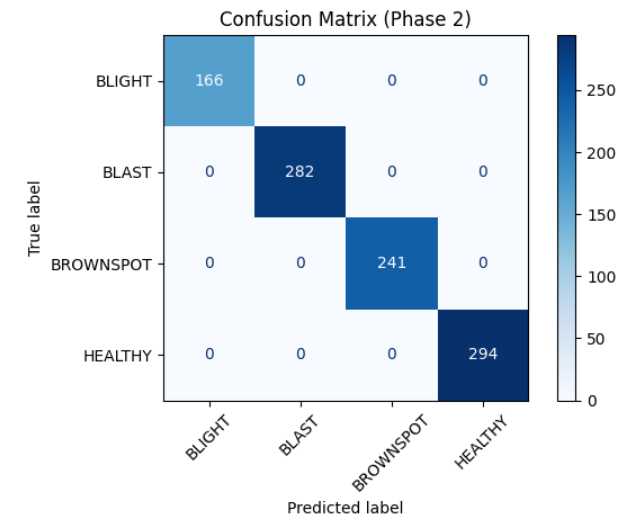 Confusion Matrix (Phase 2)
BLIGHT 166 0 0 0
BLAST 0 282 0 0
BROWNSPOT 0 0 241 0
HEALTHY 0 0 0 294
True label
BLIGHT BLAST BROWNSPOT HEALTHY
Predicted label
250
200
150
100
50
0